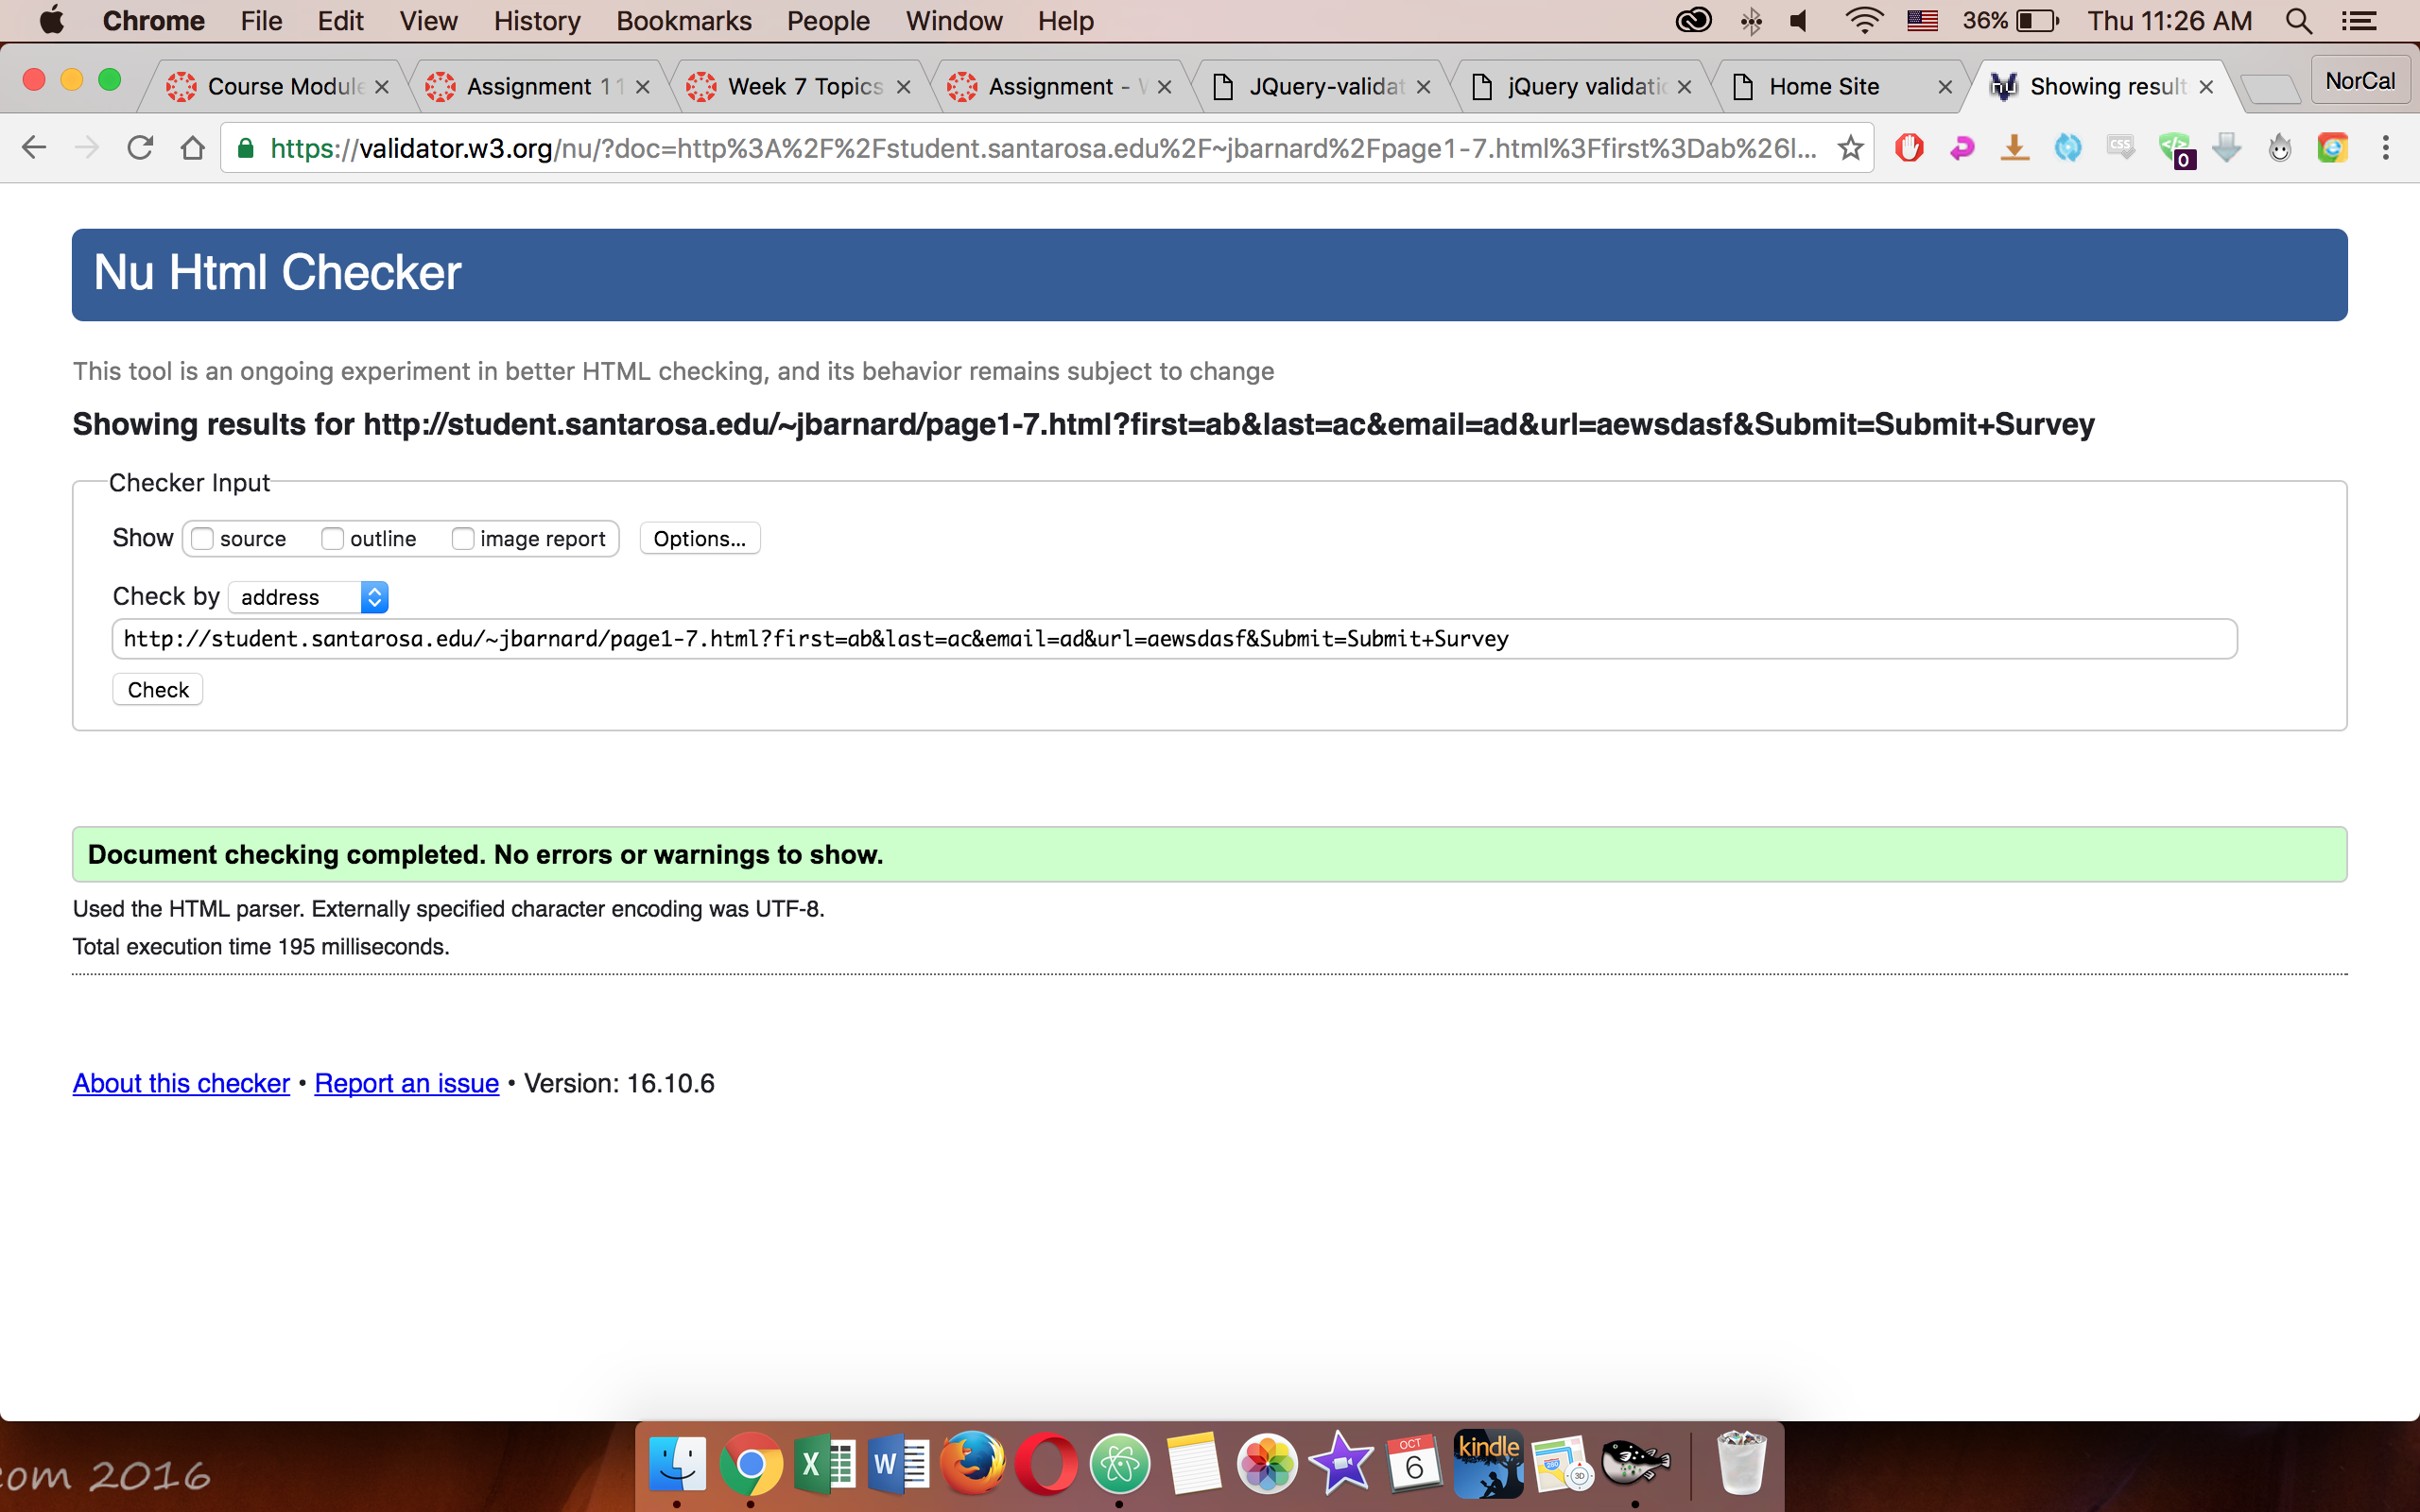 Chrome File Edit View History Bookmarks People Window Help 36% Thu 11:26 AM
Course Module Assignment 11 Week 7 Topics Assignment - W JQuery-validat jQuery validatio Home Site Showing result NorCal
https://validator.w3.org/nu/?doc=http%3A%2F%2Fstudent.santarosa.edu%2F~jbarnard%2Fpage1-7.html%3Ffirst%3Dab%26l... CSS 0
Nu Html Checker
This tool is an ongoing experiment in better HTML checking, and its behavior remains subject to change
Showing results for http://student.santarosa.edu/~jbarnard/page1-7.html?first=ab&last=ac&email=ad&url=aewsdasf&Submit=Submit+Survey
Checker Input
Show source outline image report Options...
Check by address
http://student.santarosa.edu/~jbarnard/page1-7.html?first=ab&last=ac&email=ad&url=aewsdasf&Submit=Submit+Survey
Check
Document checking completed. No errors or warnings to show.
Used the HTML parser. Externally specified character encoding was UTF-8.
Total execution time 195 milliseconds.
About this checker • Report an issue • Version: 16.10.6
OCT
6
kindle
3D
om 2016